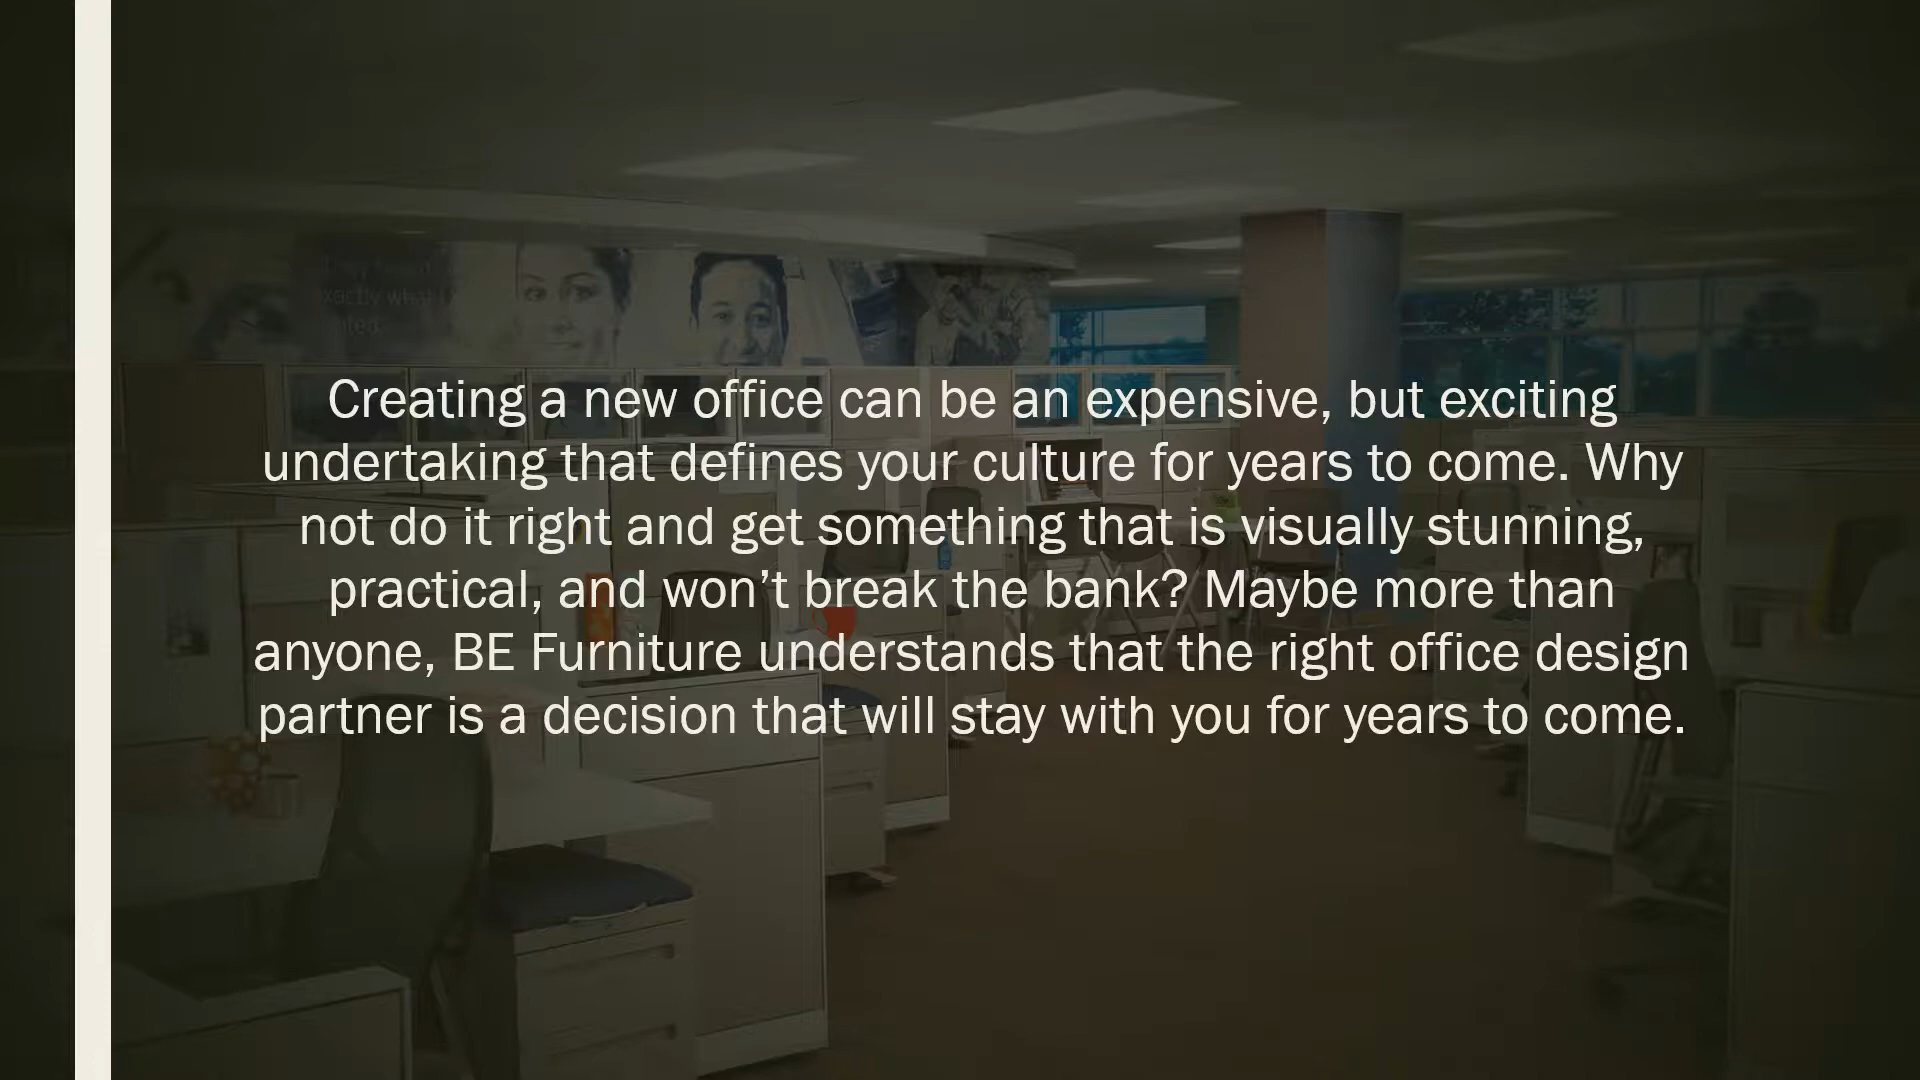 exactly what I
Creating a new office can be an expensive, but exciting
undertaking that defines your culture for years to come. Why
not do it right and get something that is visually stunning,
practical, and won’t break the bank? Maybe more than
anyone, BE Furniture understands that the right office design
partner is a decision that will stay with you for years to come.